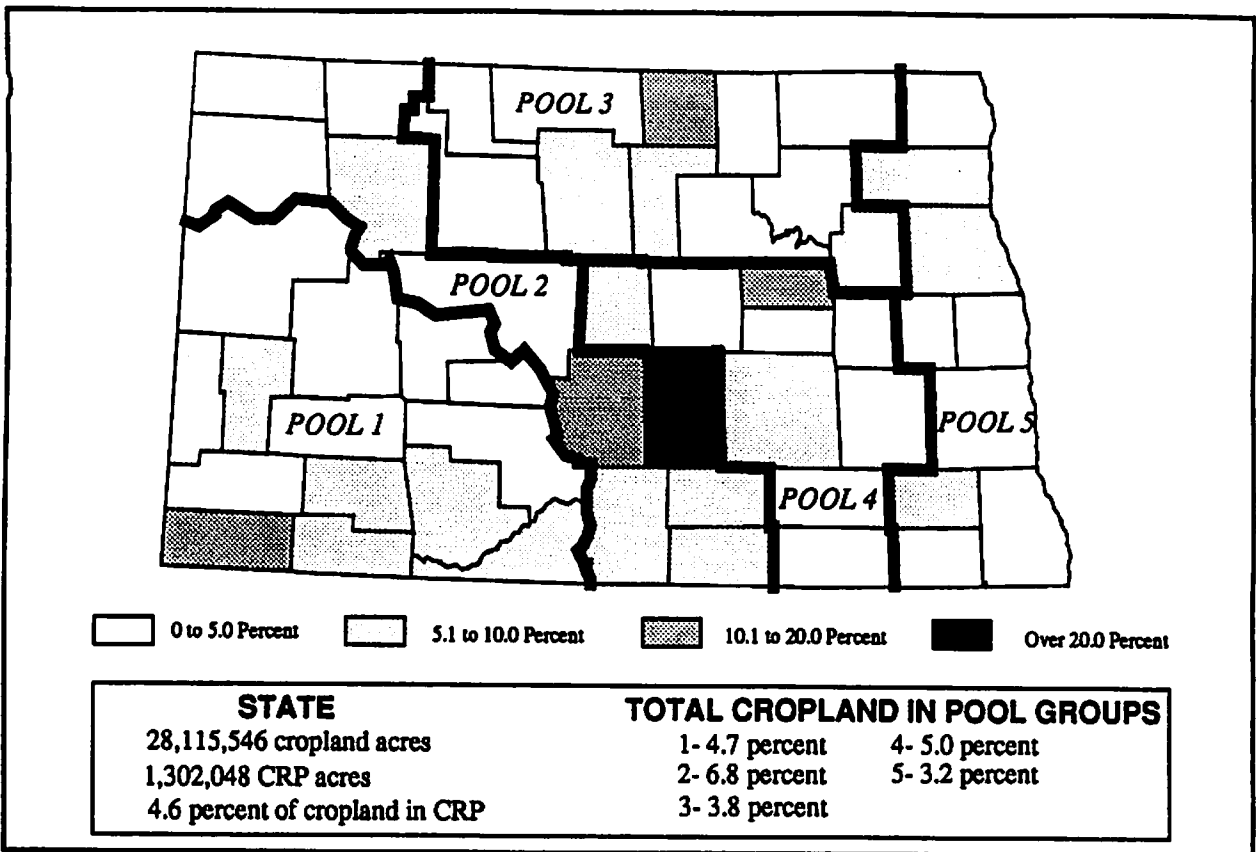 POOL 3
POOL 2
POOL 1
POOL 5
POOL 4
0 to 5.0 Percent
5.1 to 10.0 Percent
10.1 to 20.0 Percent
Over 20.0 Percent
STATE
28,115,546 cropland acres
1,302,048 CRP acres
4.6 percent of cropland in CRP
TOTAL CROPLAND IN POOL GROUPS
1- 4.7 percent 4- 5.0 percent
2- 6.8 percent 5- 3.2 percent
3- 3.8 percent